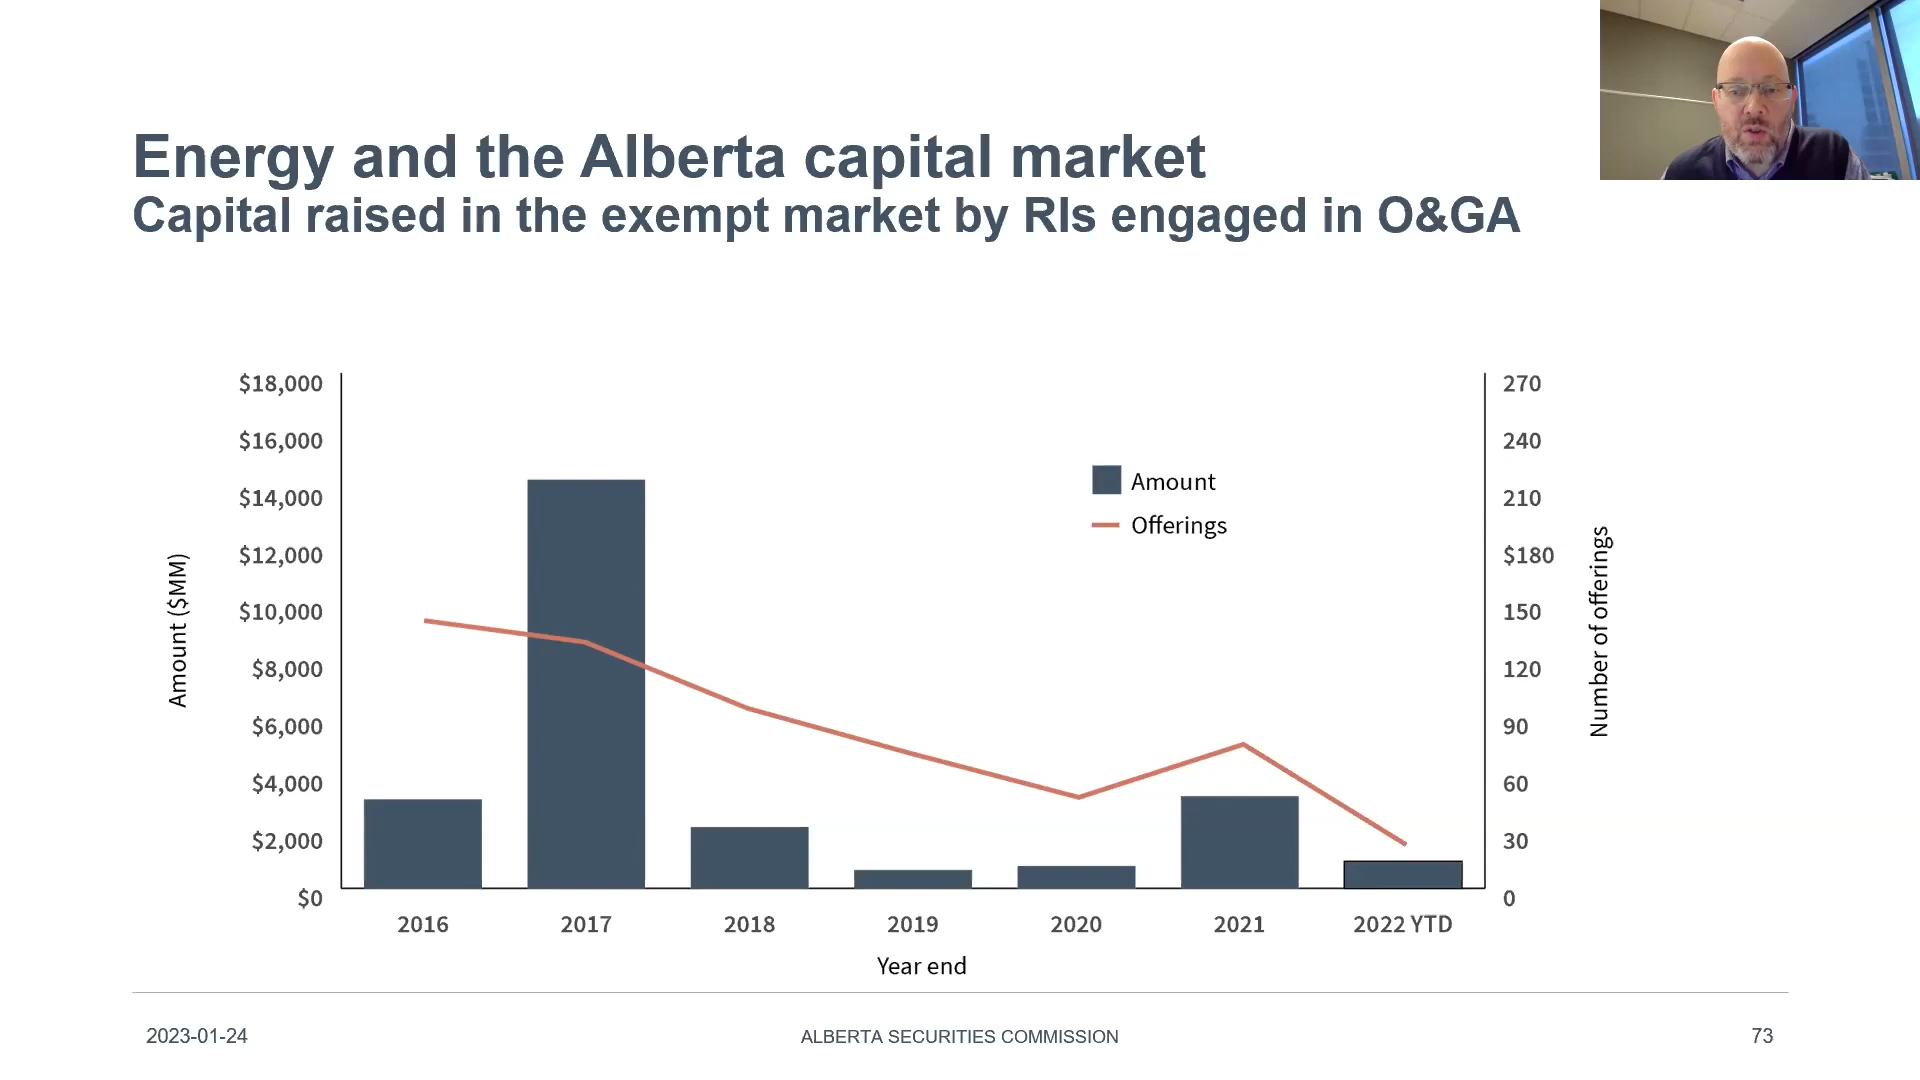 Energy and the Alberta capital market
Capital raised in the exempt market by RIs engaged in O&GA
$18,000
$16,000
$14,000
$12,000
$10,000
$8,000
$6,000
$4,000
$2,000
$0
Amount ($MM)
Amount
Offerings
270
240
210
$180
150
120
90
60
30
0
Number of offerings
2016 2017 2018 2019 2020 2021 2022 YTD
Year end
2023-01-24 ALBERTA SECURITIES COMMISSION 73